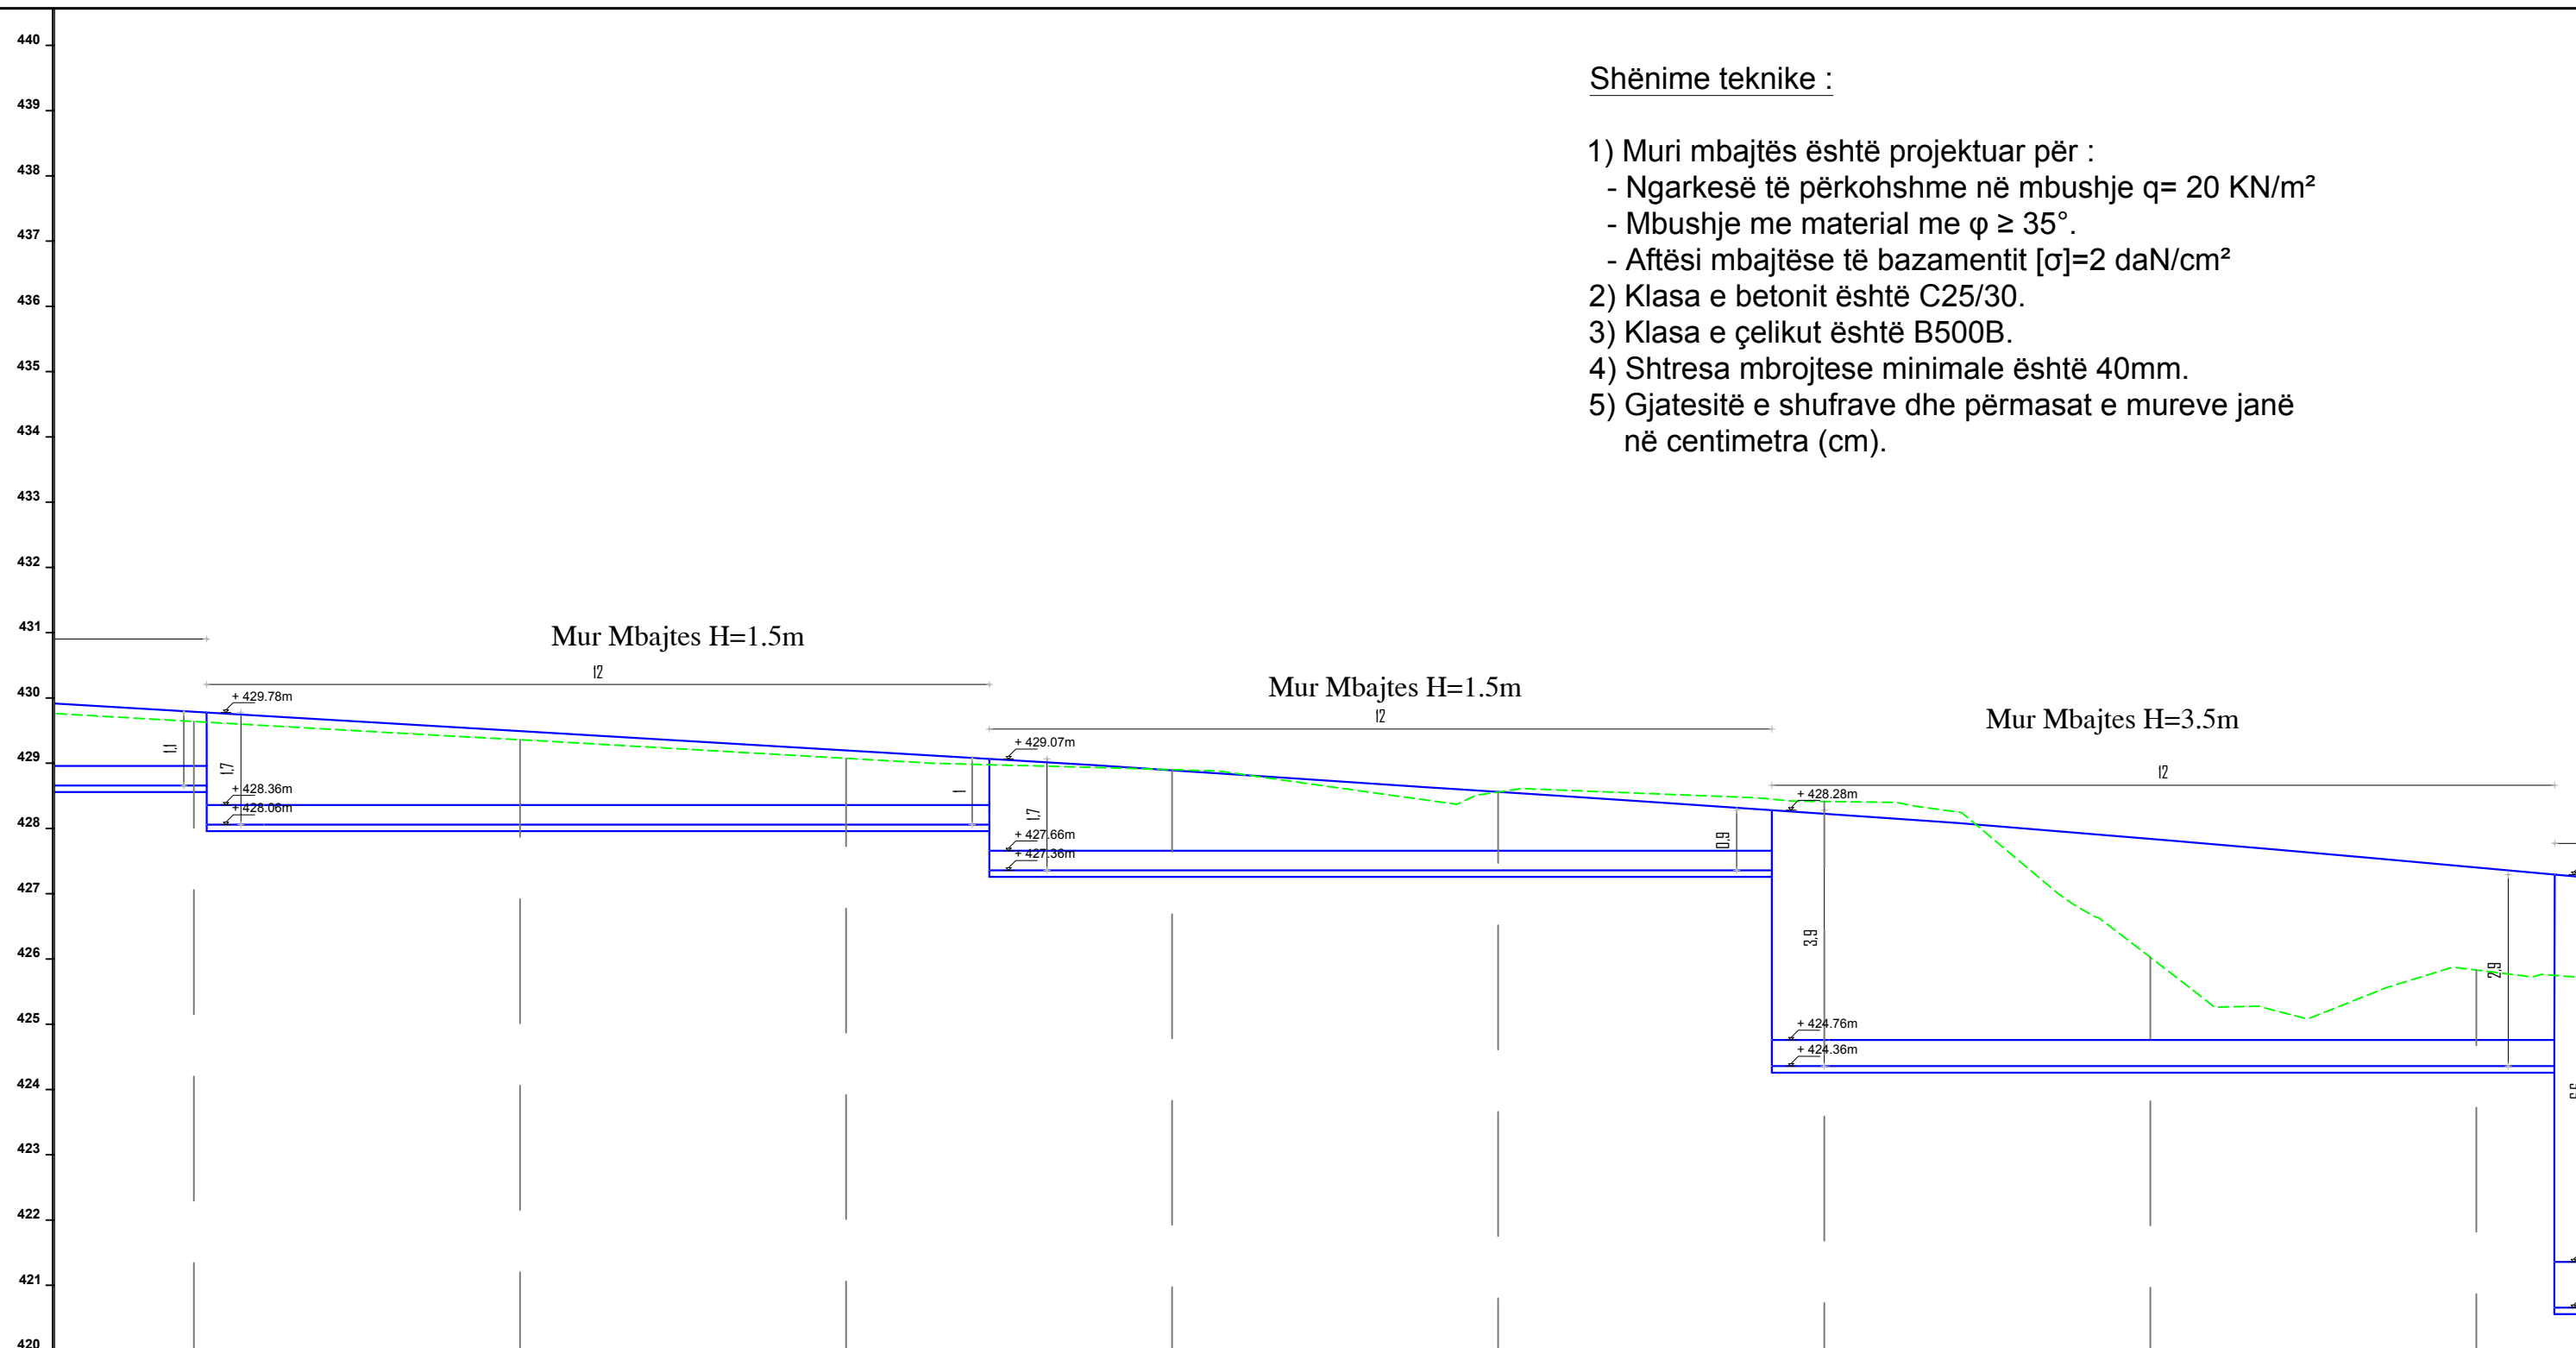 440
439
438
437
436
435
434
433
432
431
430
429
428
427
426
425
424
423
422
421
420
Shënime teknike :
1) Muri mbajtës është projektuar për :
- Ngarkesë të përkohshme në mbushje q= 20 KN/m²
- Mbushje me material me φ ≥ 35°.
- Aftësi mbajtëse të bazamentit [σ]=2 daN/cm²
2) Klasa e betonit është C25/30.
3) Klasa e çelikut është B500B.
4) Shtresa mbrojtese minimale është 40mm.
5) Gjatesitë e shufrave dhe përmasat e mureve janë
në centimetra (cm).
Mur Mbajtes H=1.5m
12
+ 429.78m
1,1
1,7
+ 428.36m
+ 428.06m
1
Mur Mbajtes H=1.5m
12
+ 429.07m
1,7
+ 427.66m
+ 427.36m
0,9
Mur Mbajtes H=3.5m
12
+ 428.28m
3,9
+ 424.76m
+ 424.36m
2,9